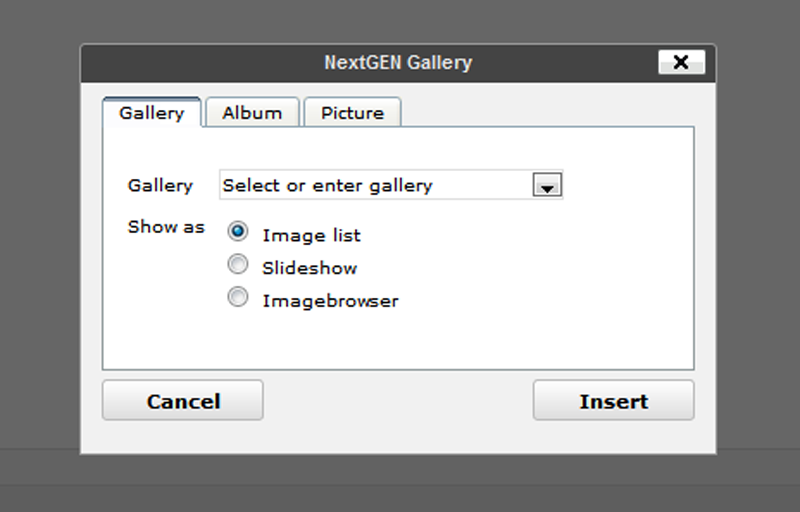 NextGEN Gallery
Gallery Album Picture
Gallery Select or enter gallery
Show as
Image list
Slideshow
Imagebrowser
Cancel Insert